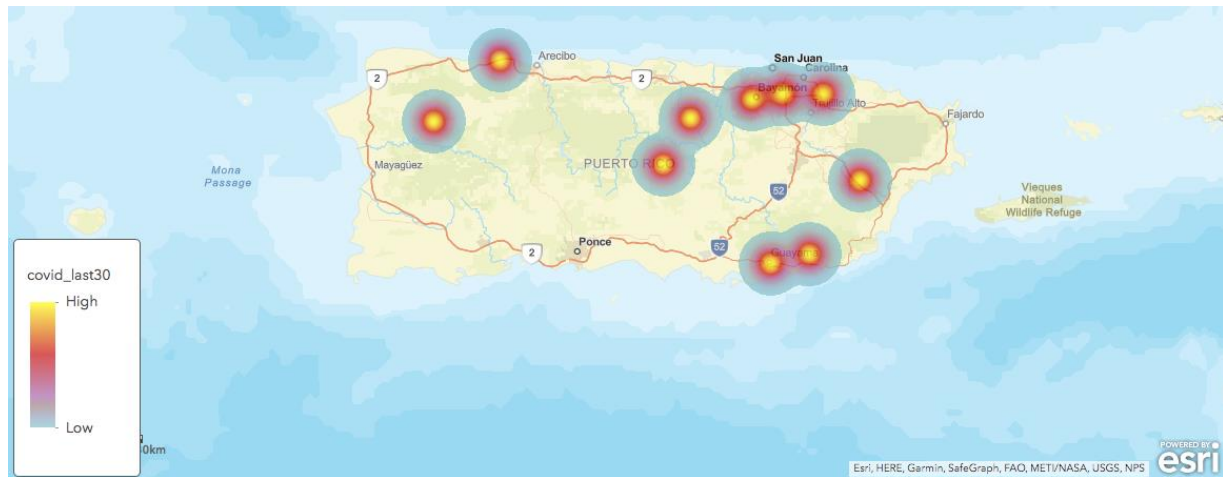 Arecibo
San Juan
Carolina
2
2
Bayamón
Trujillo Alto
Fajardo
Mayagüez
PUERTO RICO
Mona
Passage
52
Vieques
National
Wildlife Refuge
Ponce
2
52
covid_last30
High
Low
Esri, HERE, Garmin, SafeGraph, FAO, METI/NASA, USGS, NPS
POWERED BY
esri